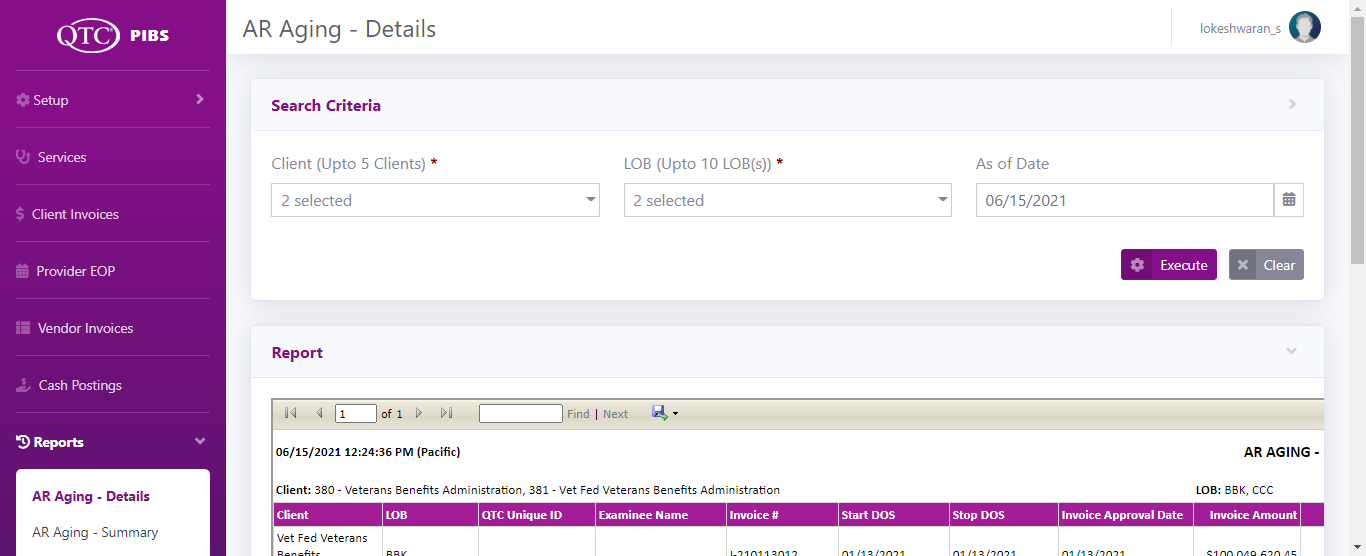 QTC PIBS
AR Aging - Details
lokeshwaran_s
Setup
Services
Client Invoices
Provider EOP
Vendor Invoices
Cash Postings
Reports
AR Aging - Details
AR Aging - Summary
Search Criteria
Client (Upto 5 Clients) *
LOB (Upto 10 LOB(s)) *
As of Date
2 selected
2 selected
06/15/2021
Execute
Clear
Report
1 of 1 Find | Next
06/15/2021 12:24:36 PM (Pacific)
AR AGING -
Client: 380 - Veterans Benefits Administration, 381 - Vet Fed Veterans Benefits Administration
LOB: BBK, CCC
Client LOB QTC Unique ID Examinee Name Invoice # Start DOS Stop DOS Invoice Approval Date Invoice Amount
Vet Fed Veterans
Benefits BBK I-210113012 01/13/2021 01/13/2021 01/13/2021 $100,049,620.45